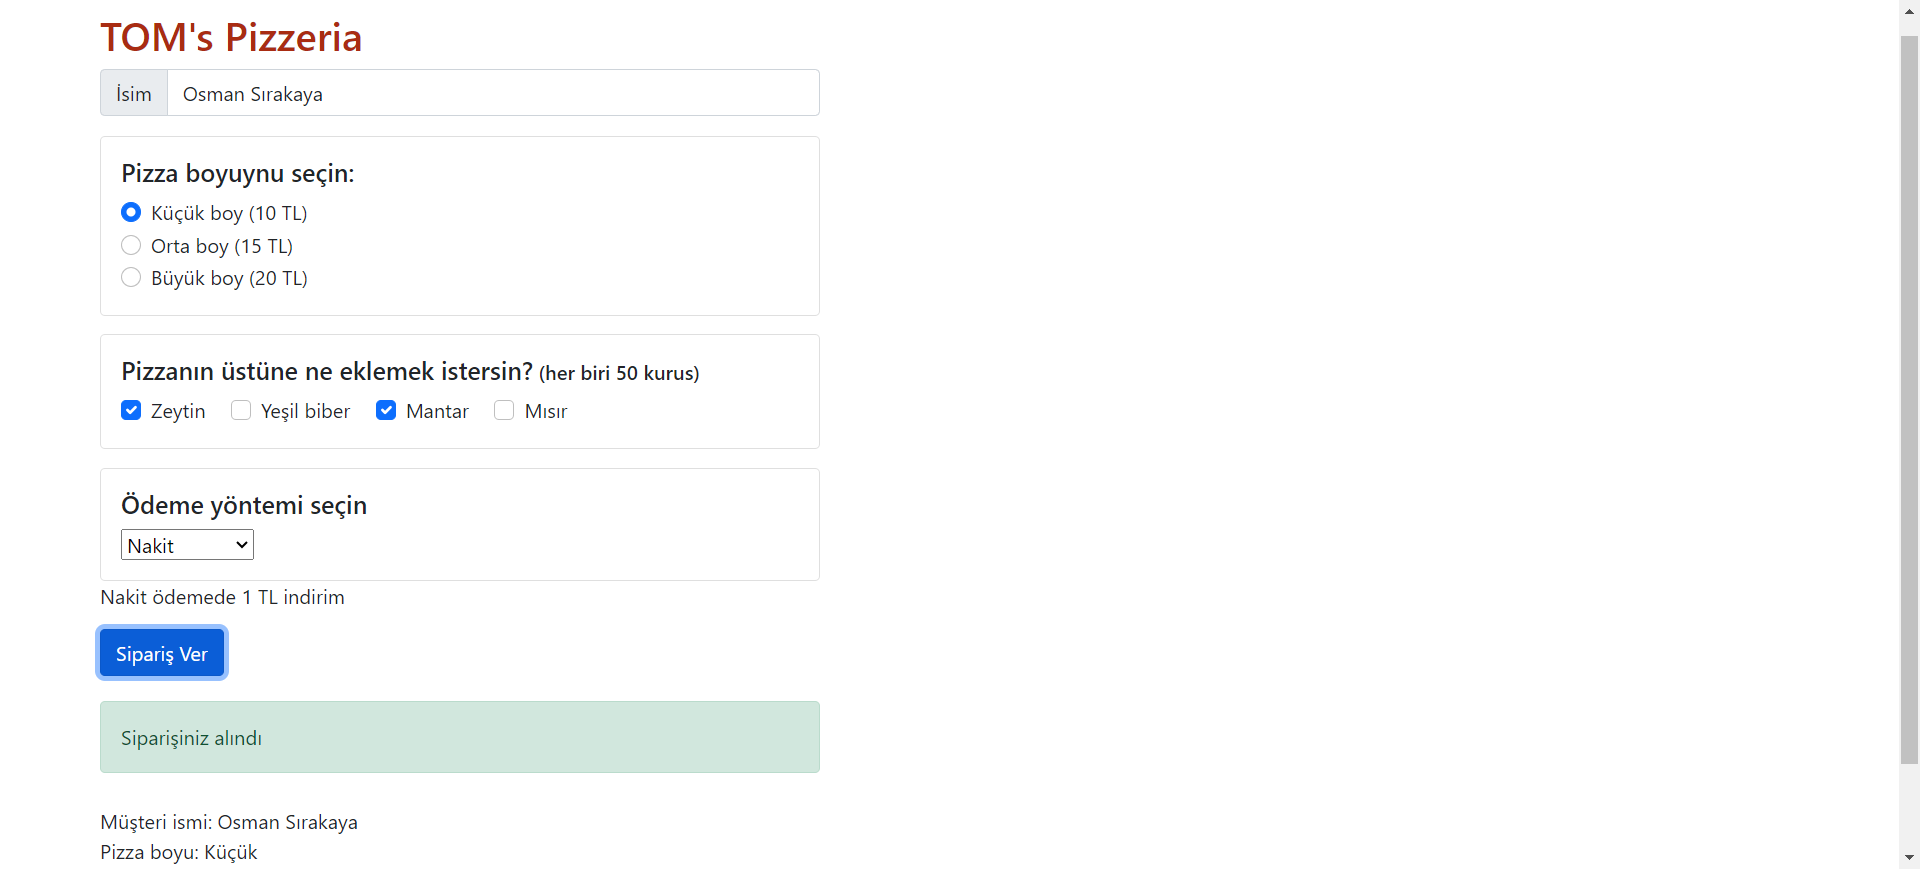 TOM's Pizzeria
İsim Osman Sırakaya
Pizza boyuynu seçin:
Küçük boy (10 TL)
Orta boy (15 TL)
Büyük boy (20 TL)
Pizzanın üstüne ne eklemek istersin? (her biri 50 kurus)
Zeytin Yeşil biber Mantar Mısır
Ödeme yöntemi seçin
Nakit
Nakit ödemede 1 TL indirim
Sipariş Ver
Siparişiniz alındı
Müşteri ismi: Osman Sırakaya
Pizza boyu: Küçük